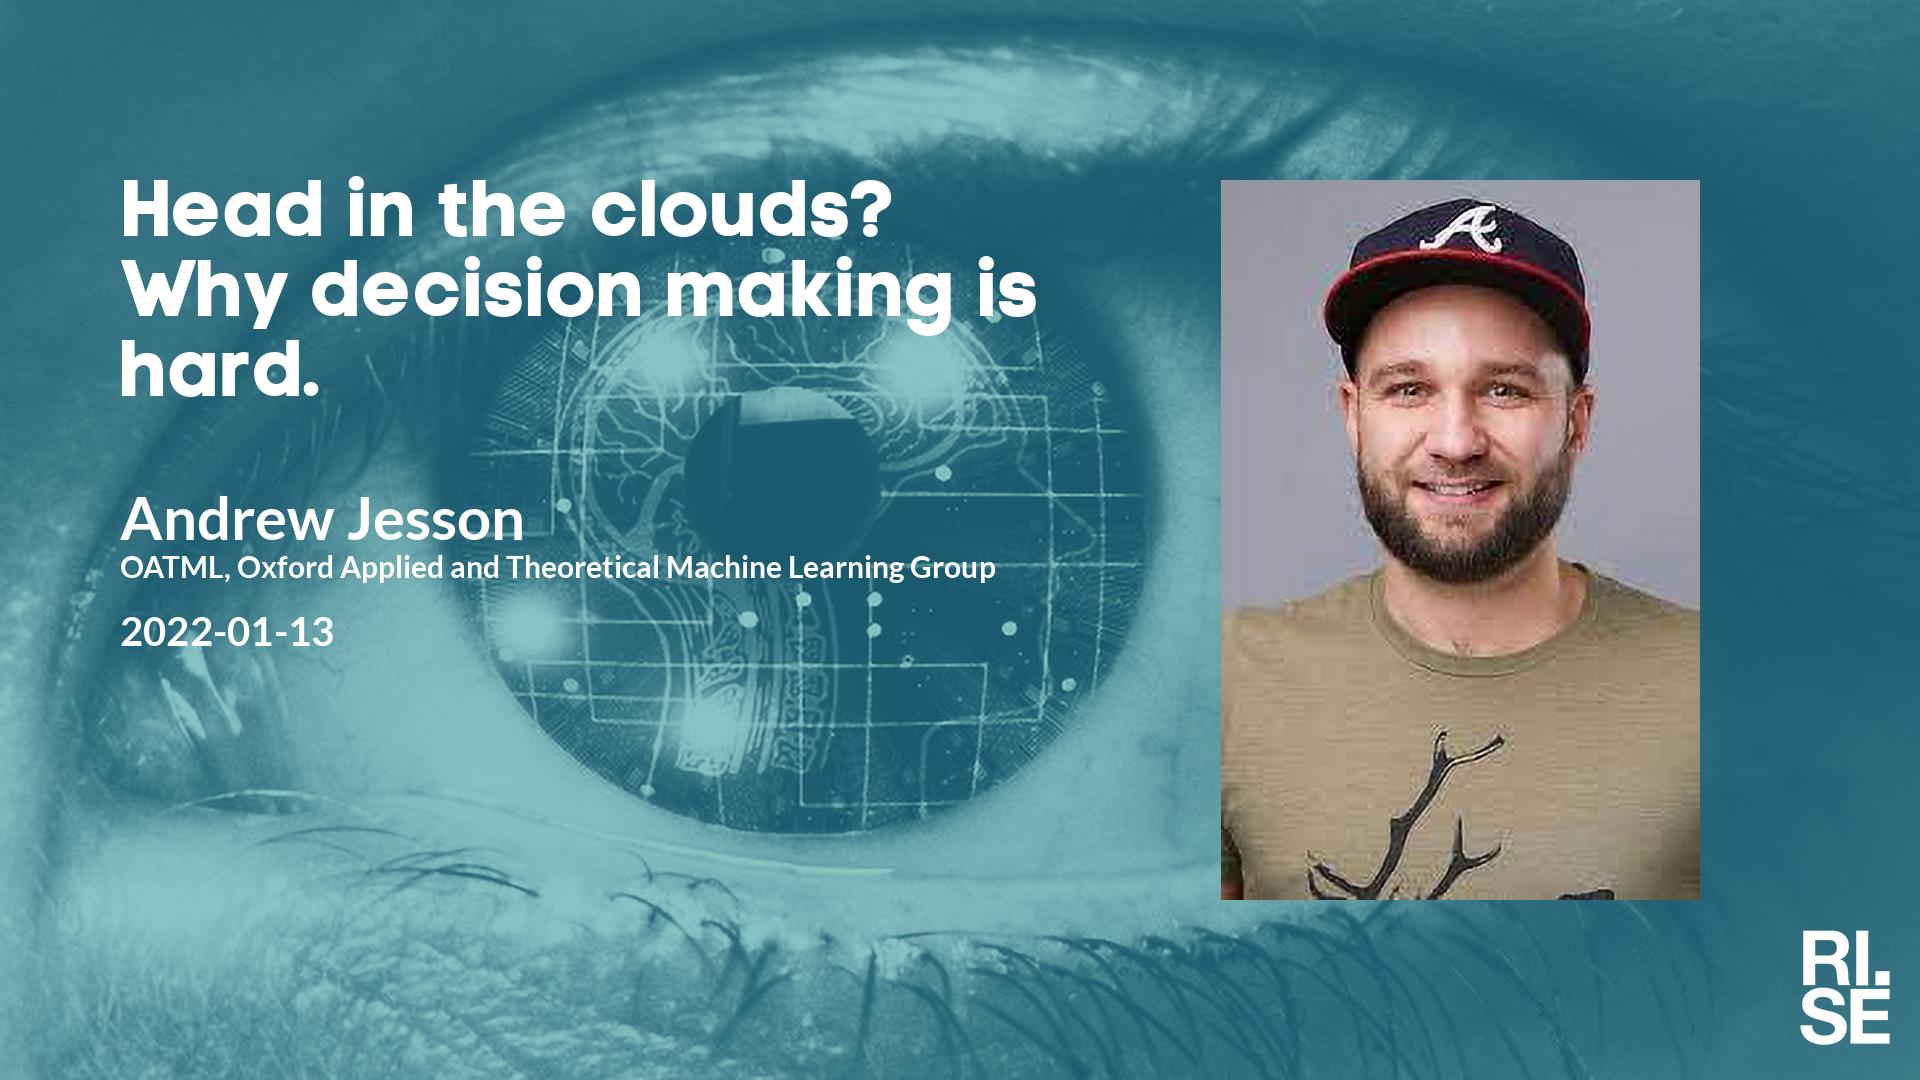 Head in the clouds?
Why decision making is
hard.
Andrew Jesson
OATML, Oxford Applied and Theoretical Machine Learning Group
2022-01-13
A
RI.
SE